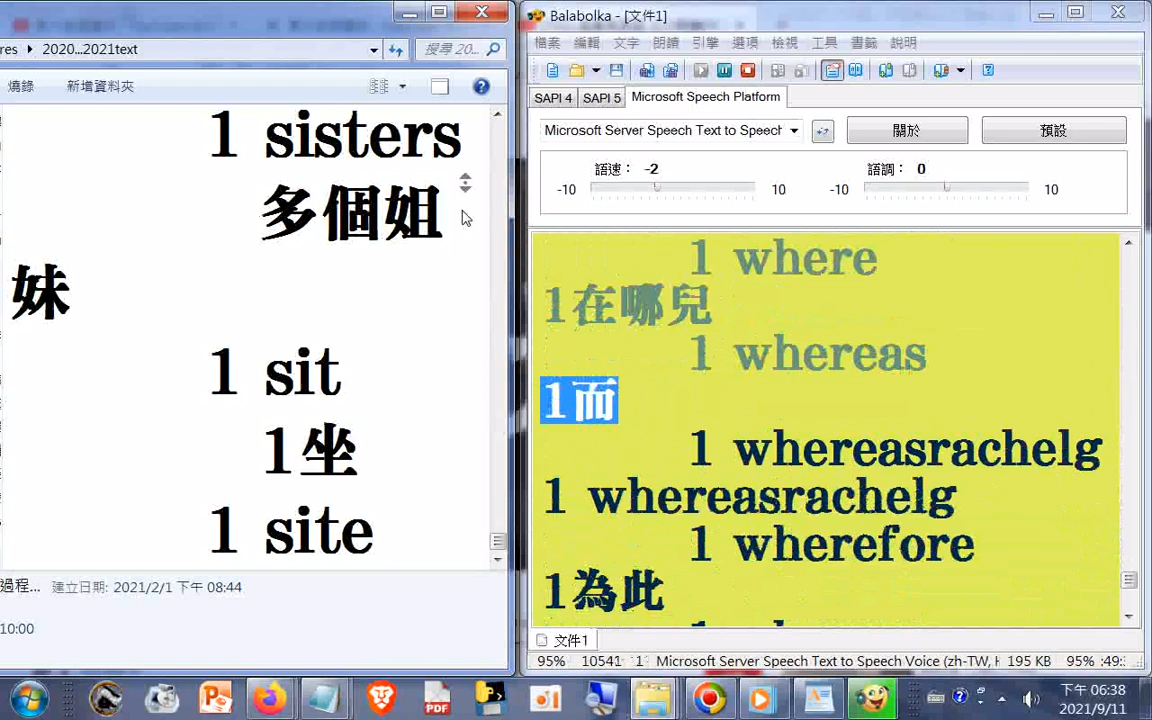 res ▸ 2020...2021text
搜尋 20...
燒錄 新增資料夾
1 sisters
多個姐
妹
1 sit
1坐
1 site
過程... 建立日期: 2021/2/1 下午 08:44
10:00
Balabolka - [文件1]
檔案 編輯 文字 朗讀 引擎 選項 檢視 工具 書籤 說明
SAPI 4 SAPI 5 Microsoft Speech Platform
Microsoft Server Speech Text to Speech
關於 預設
語速： -2 語調： 0
-10 10 -10 10
1 where
1在哪兒
1 whereas
1而
1 whereasrachelg
1 whereasrachelg
1 wherefore
1為此
文件1
95% 10541 1 Microsoft Server Speech Text to Speech Voice (zh-TW, H 195 KB 95% :49:
PDF
下午 06:38
2021/9/11